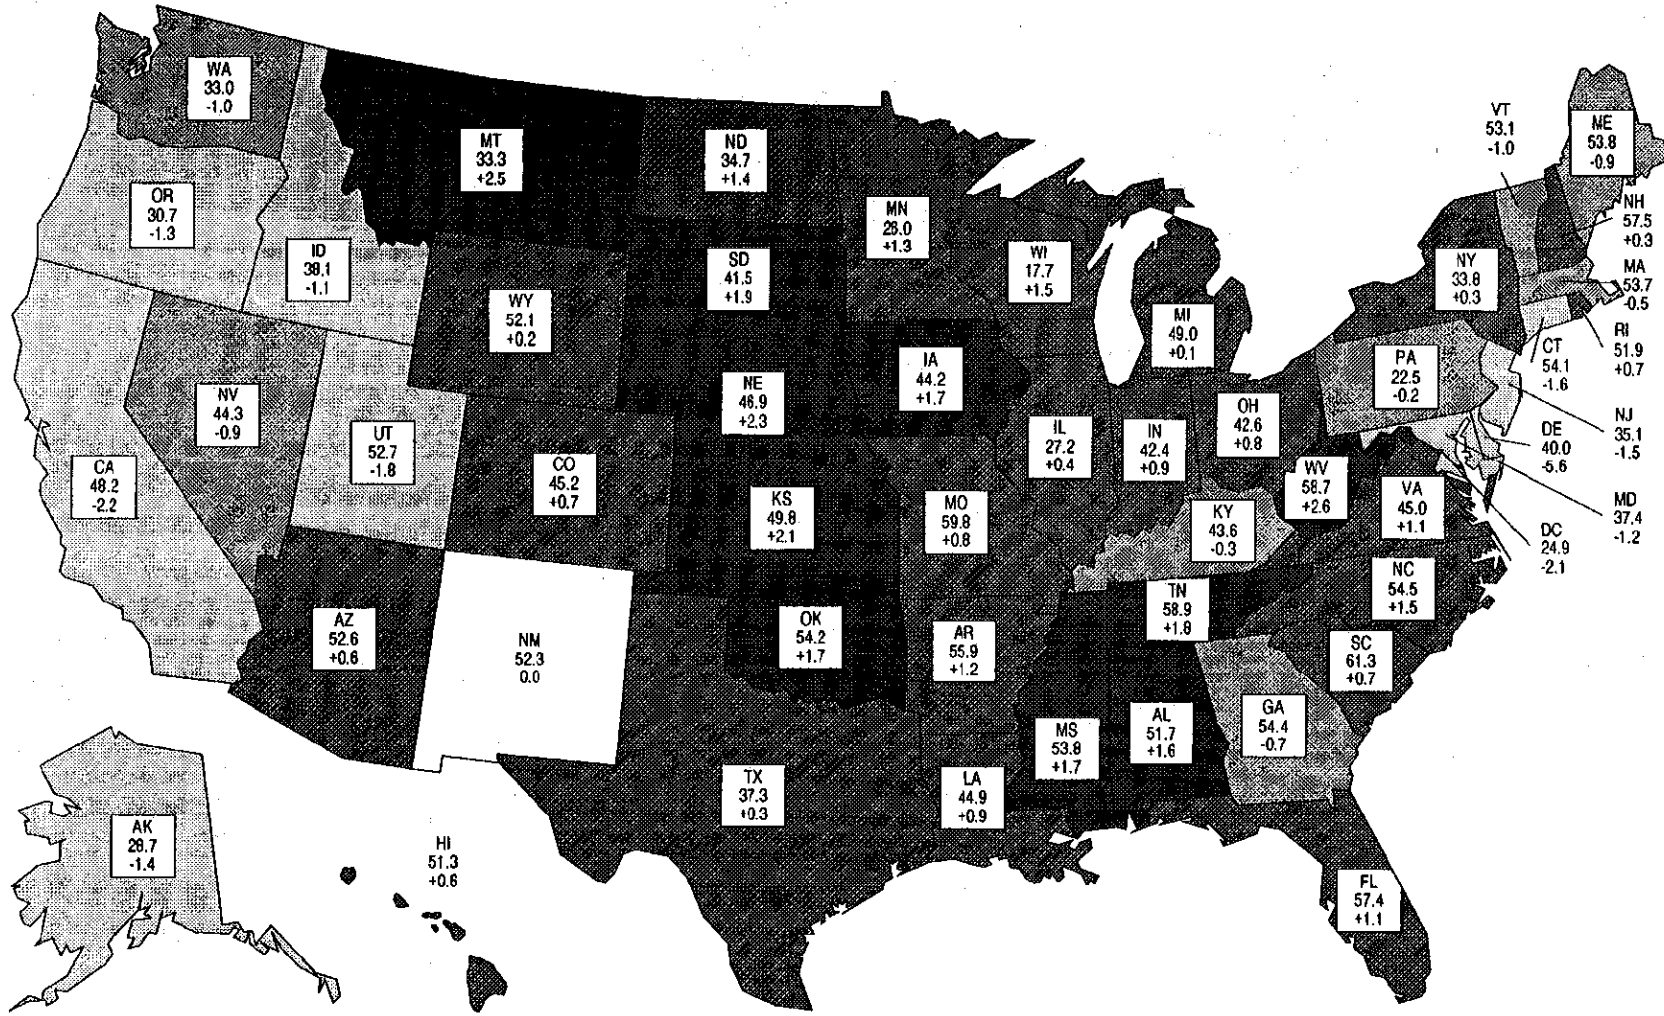 WA
33.0
-1.0
MT
33.3
+2.5
ND
34.7
+1.4
VT
53.1
-1.0
ME
53.8
-0.9
OR
30.7
-1.3
ID
38.1
-1.1
MN
26.0
+1.3
NH
57.5
+0.3
WY
52.1
+0.2
SD
41.5
+1.9
WI
17.7
+1.5
NY
33.8
+0.3
MA
53.7
-0.5
MI
49.0
+0.1
RI
51.9
+0.7
NV
44.3
-0.9
NE
46.9
+2.3
IA
44.2
+1.7
PA
22.5
-0.2
CT
54.1
-1.6
UT
52.7
-1.8
IL
27.2
+0.4
IN
42.4
+0.9
OH
42.6
+0.8
NJ
35.1
-1.5
CA
48.2
-2.2
CO
45.2
+0.7
DE
40.0
-5.6
KS
49.8
+2.1
MO
59.8
+0.8
WV
58.7
+2.6
VA
45.0
+1.1
MD
37.4
-1.2
KY
43.6
-0.3
DC
24.9
-2.1
AZ
52.6
+0.6
NM
52.3
0.0
OK
54.2
+1.7
AR
55.9
+1.2
TN
58.9
+1.8
NC
54.5
+1.5
SC
61.3
+0.7
TX
37.3
+0.3
LA
44.9
+0.9
MS
53.8
+1.7
AL
51.7
+1.6
GA
54.4
-0.7
AK
28.7
-1.4
HI
51.3
+0.6
FL
57.4
+1.1